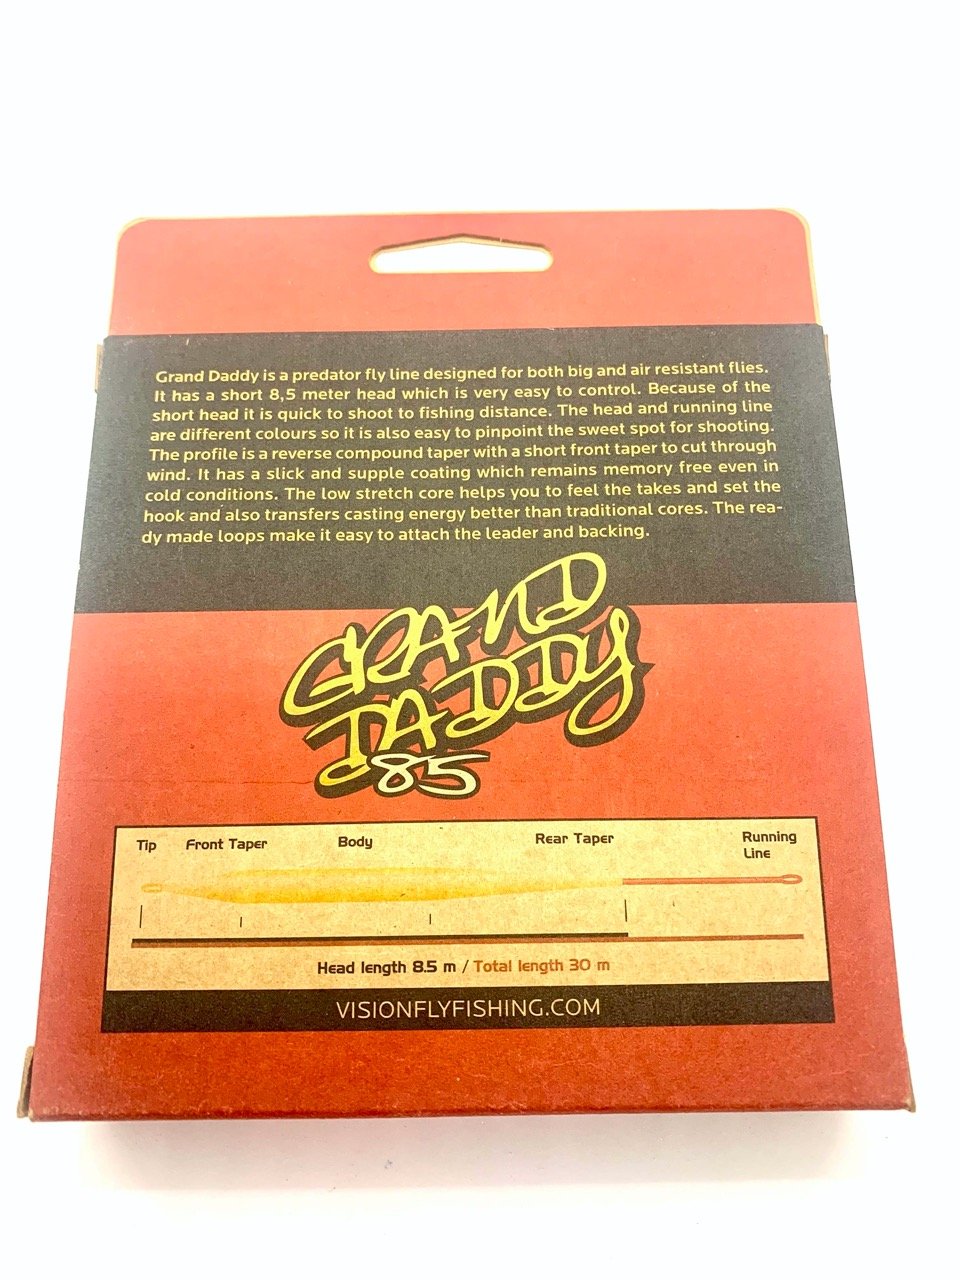 Grand Daddy is a predator fly line designed for both big and air resistant flies.
It has a short 8,5 meter head which is very easy to control. Because of the
short head it is quick to shoot to fishing distance. The head and running line
are different colours so it is also easy to pinpoint the sweet spot for shooting.
The profile is a reverse compound taper with a short front taper to cut through
wind. It has a slick and supple coating which remains memory free even in
cold conditions. The low stretch core helps you to feel the takes and set the
hook and also transfers casting energy better than traditional cores. The rea-
dy made loops make it easy to attach the leader and backing.
GRAND
DADDY
85
Tip Front Taper Body Rear Taper Running
Line
Head length 8.5 m / Total length 30 m
VISIONFLYFISHING.COM